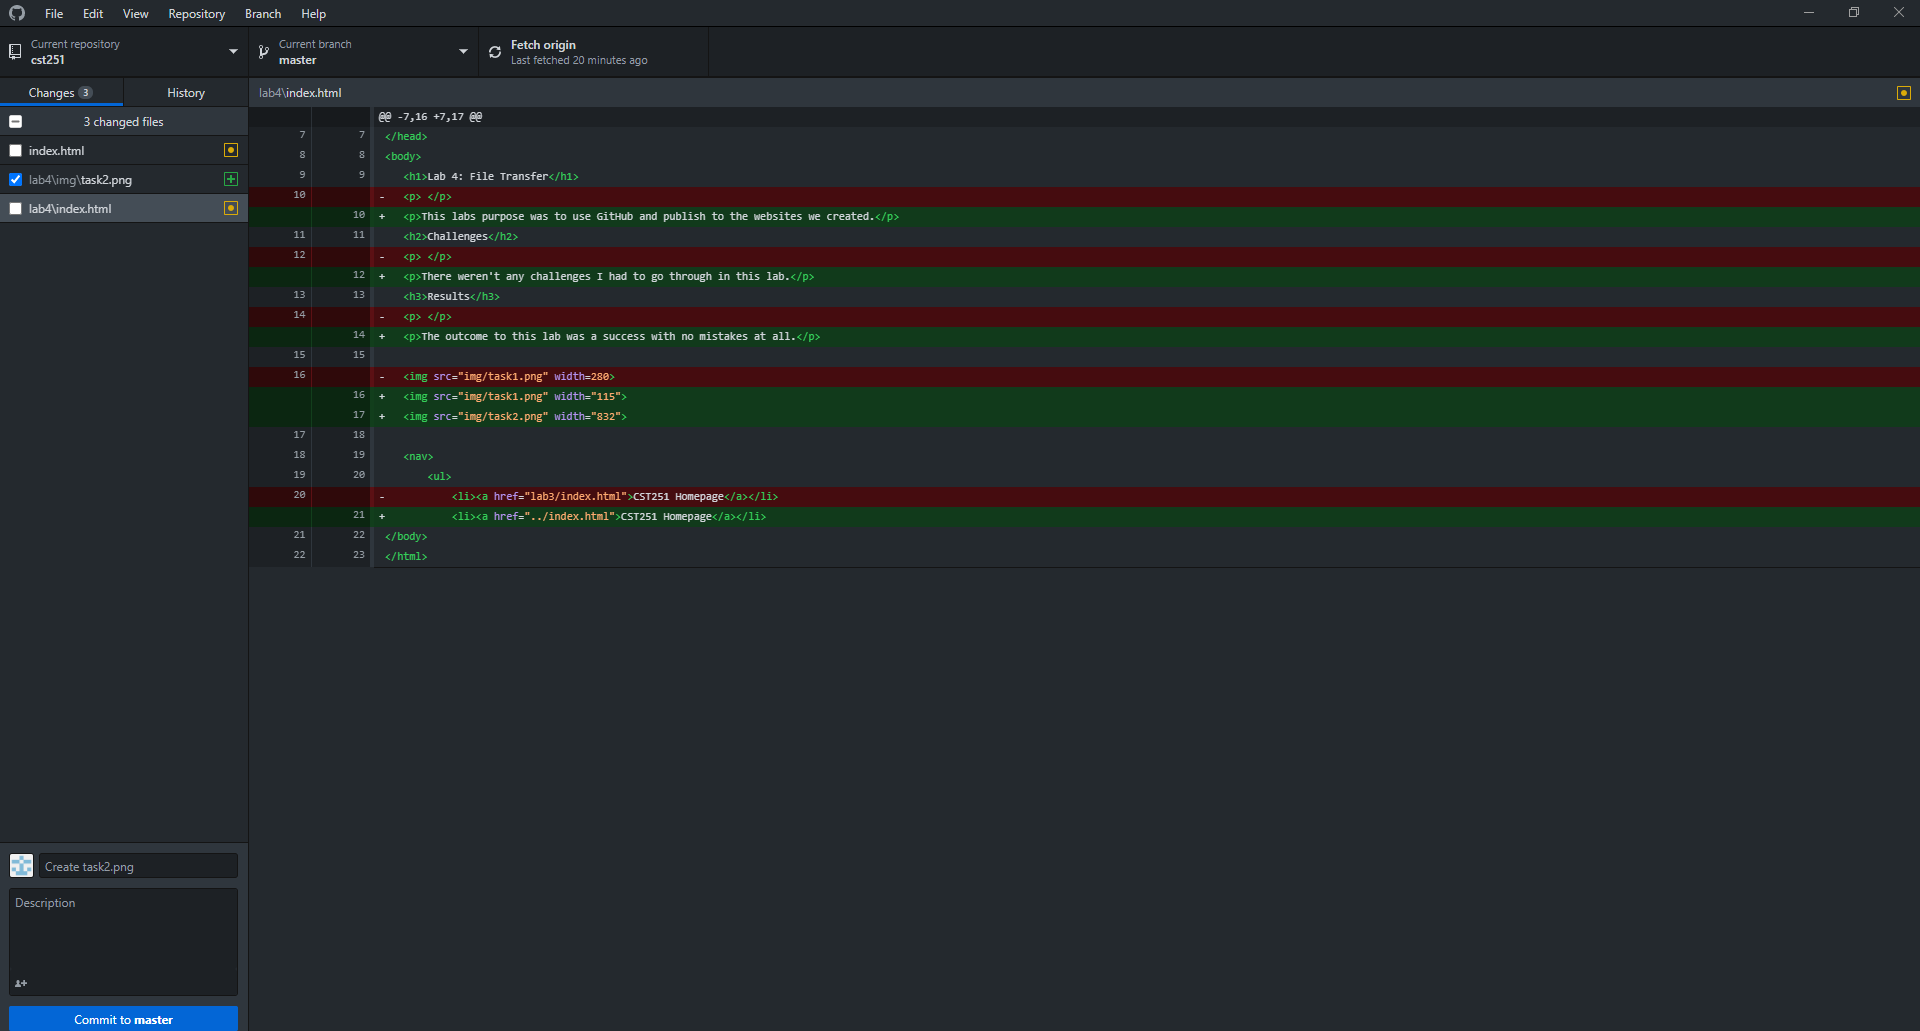 File Edit View Repository Branch Help
Current repository
cst251
Current branch
master
Fetch origin
Last fetched 20 minutes ago
Changes 3
History
3 changed files
index.html
lab4\img\task2.png
lab4\index.html
Create task2.png
Description
Commit to master
lab4\index.html
@@ -7,16 +7,17 @@
7 7 </head>
8 8 <body>
9 9 <h1>Lab 4: File Transfer</h1>
10 - <p> </p>
10 + <p>This labs purpose was to use GitHub and publish to the websites we created.</p>
11 11 <h2>Challenges</h2>
12 - <p> </p>
12 + <p>There weren't any challenges I had to go through in this lab.</p>
13 13 <h3>Results</h3>
14 - <p> </p>
14 + <p>The outcome to this lab was a success with no mistakes at all.</p>
15 15
16 - <img src="img/task1.png" width=280>
16 + <img src="img/task1.png" width="115">
17 + <img src="img/task2.png" width="832">
17 18
18 19 <nav>
19 20 <ul>
20 - <li><a href="lab3/index.html">CST251 Homepage</a></li>
21 + <li><a href="../index.html">CST251 Homepage</a></li>
21 22 </body>
22 23 </html>